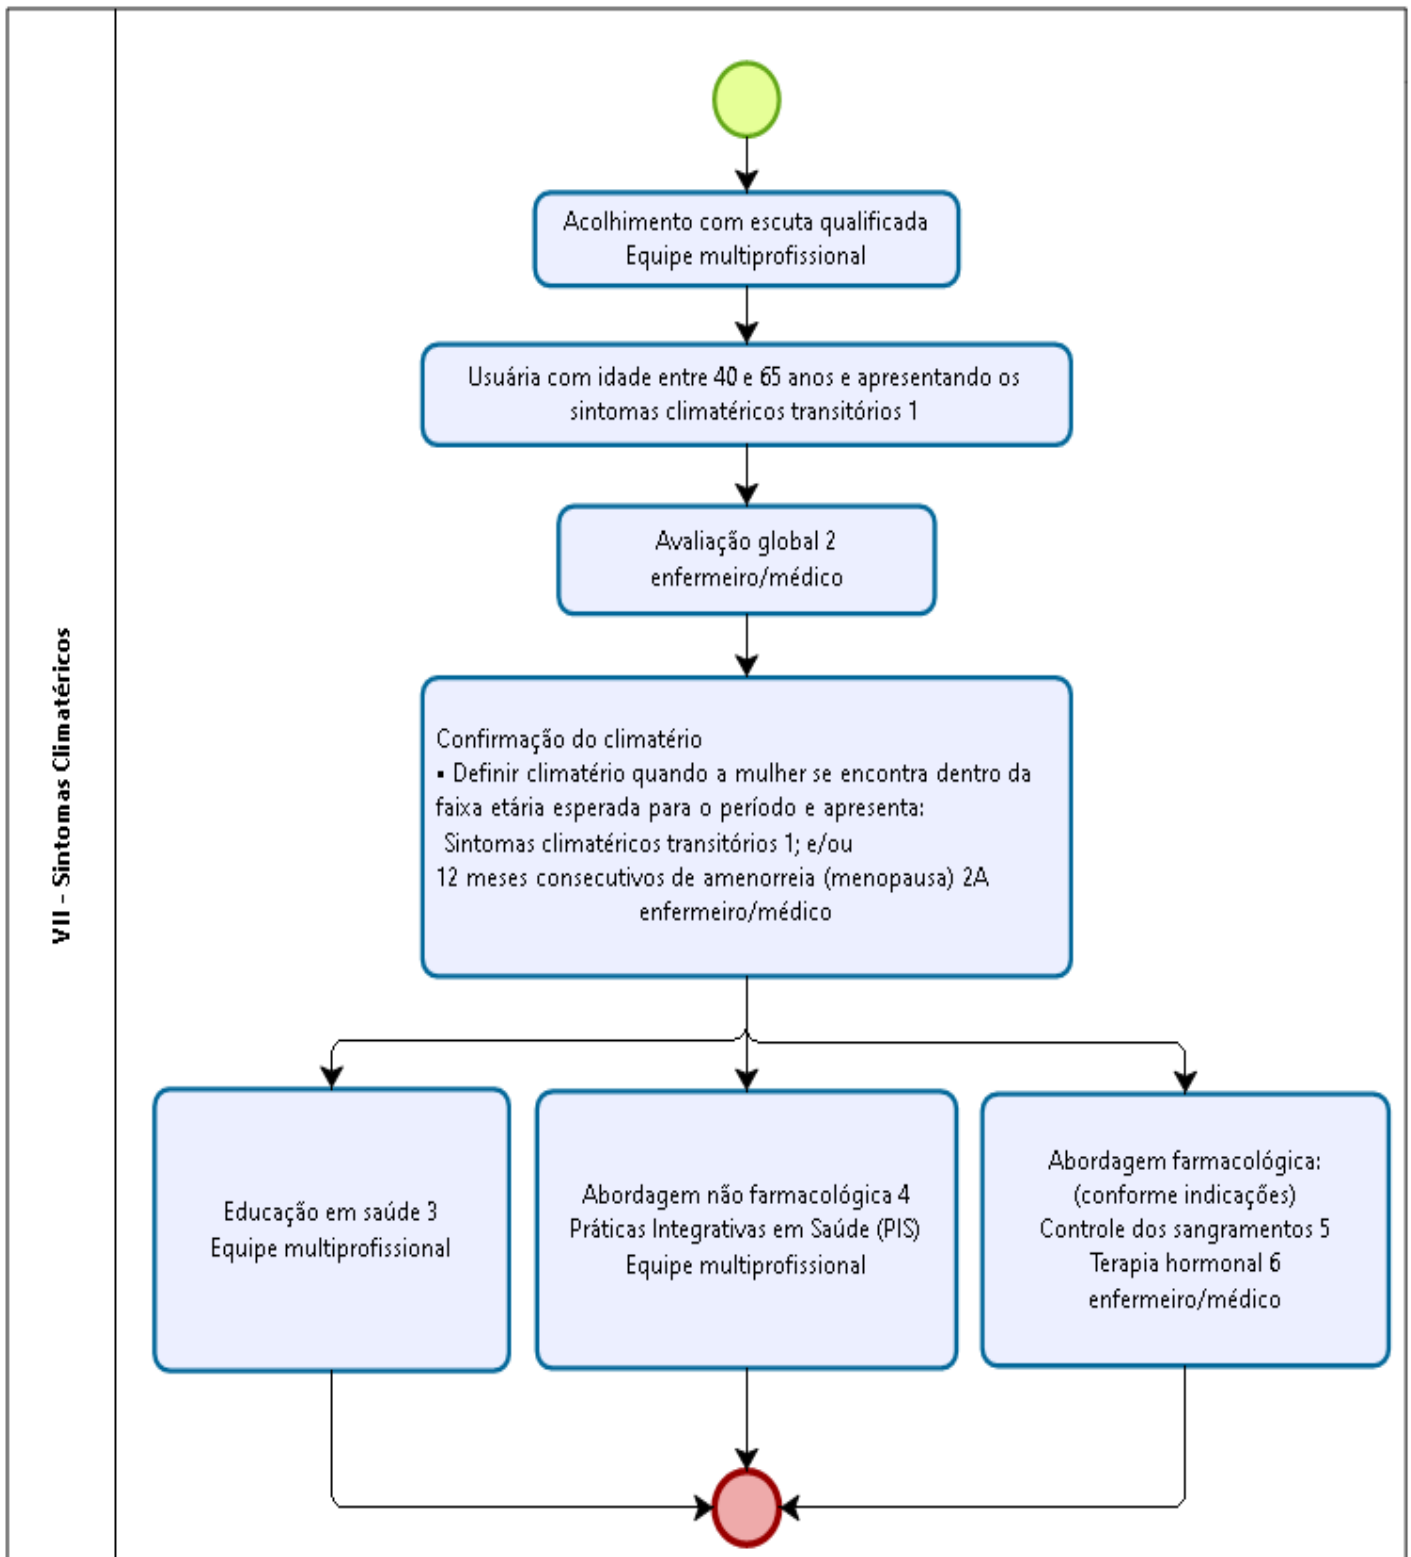 VII - Sintomas Climatéricos
Acolhimento com escuta qualificada
Equipe multiprofissional
Usuária com idade entre 40 e 65 anos e apresentando os
sintomas climatéricos transitórios 1
Avaliação global 2
enfermeiro/médico
Confirmação do climatério
▪ Definir climatério quando a mulher se encontra dentro da
faixa etária esperada para o período e apresenta:
Sintomas climatéricos transitórios 1; e/ou
12 meses consecutivos de amenorreia (menopausa) 2A
enfermeiro/médico
Educação em saúde 3
Equipe multiprofissional
Abordagem não farmacológica 4
Práticas Integrativas em Saúde (PIS)
Equipe multiprofissional
Abordagem farmacológica:
(conforme indicações)
Controle dos sangramentos 5
Terapia hormonal 6
enfermeiro/médico